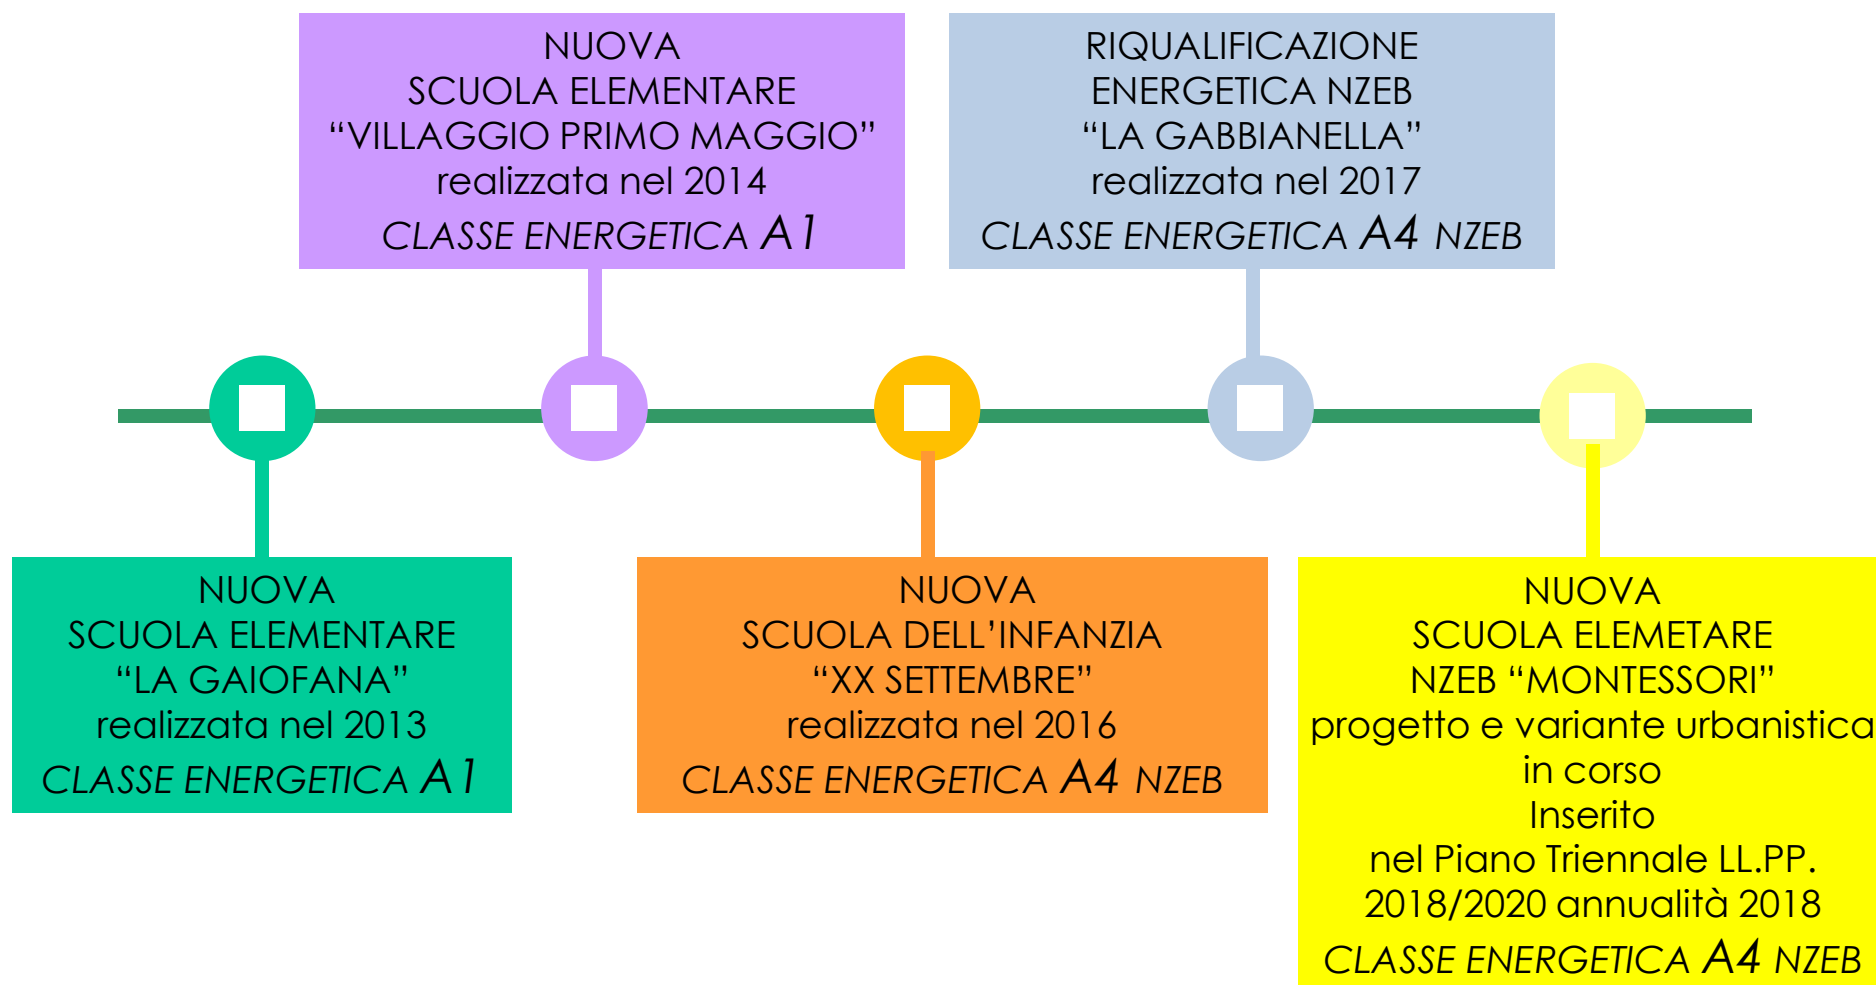 NUOVA
SCUOLA ELEMENTARE
“VILLAGGIO PRIMO MAGGIO”
realizzata nel 2014
CLASSE ENERGETICA A1
RIQUALIFICAZIONE
ENERGETICA NZEB
“LA GABBIANELLA”
realizzata nel 2017
CLASSE ENERGETICA A4 NZEB
NUOVA
SCUOLA ELEMENTARE
“LA GAIOFANA”
realizzata nel 2013
CLASSE ENERGETICA A1
NUOVA
SCUOLA DELL’INFANZIA
“XX SETTEMBRE”
realizzata nel 2016
CLASSE ENERGETICA A4 NZEB
NUOVA
SCUOLA ELEMETARE
NZEB “MONTESSORI”
progetto e variante urbanistica
in corso
Inserito
nel Piano Triennale LL.PP.
2018/2020 annualità 2018
CLASSE ENERGETICA A4 NZEB